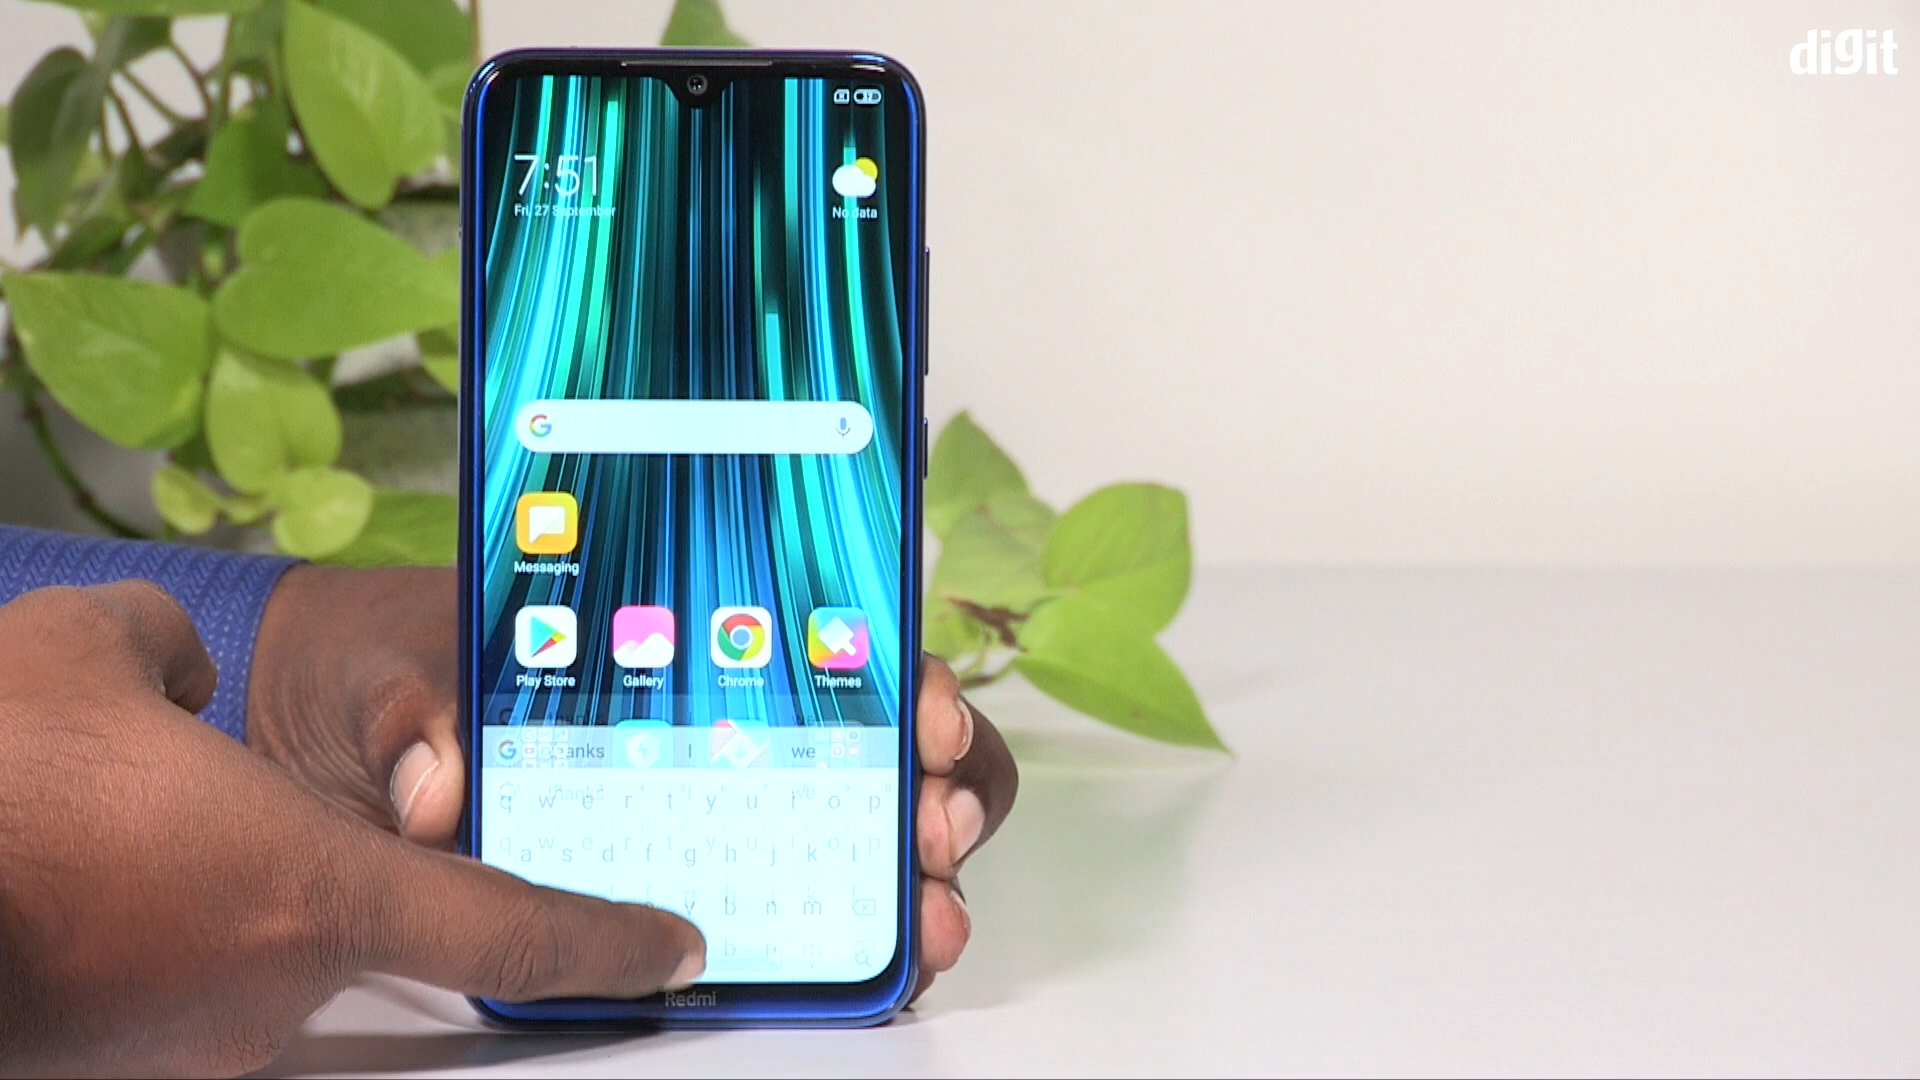 digit
7:51
Fri, 27 September
No data
Messaging
Play Store
Gallery
Chrome
Themes
thanks I we
q w e r t y u i o p
a s d f g h j k l
v b n m
Redmi